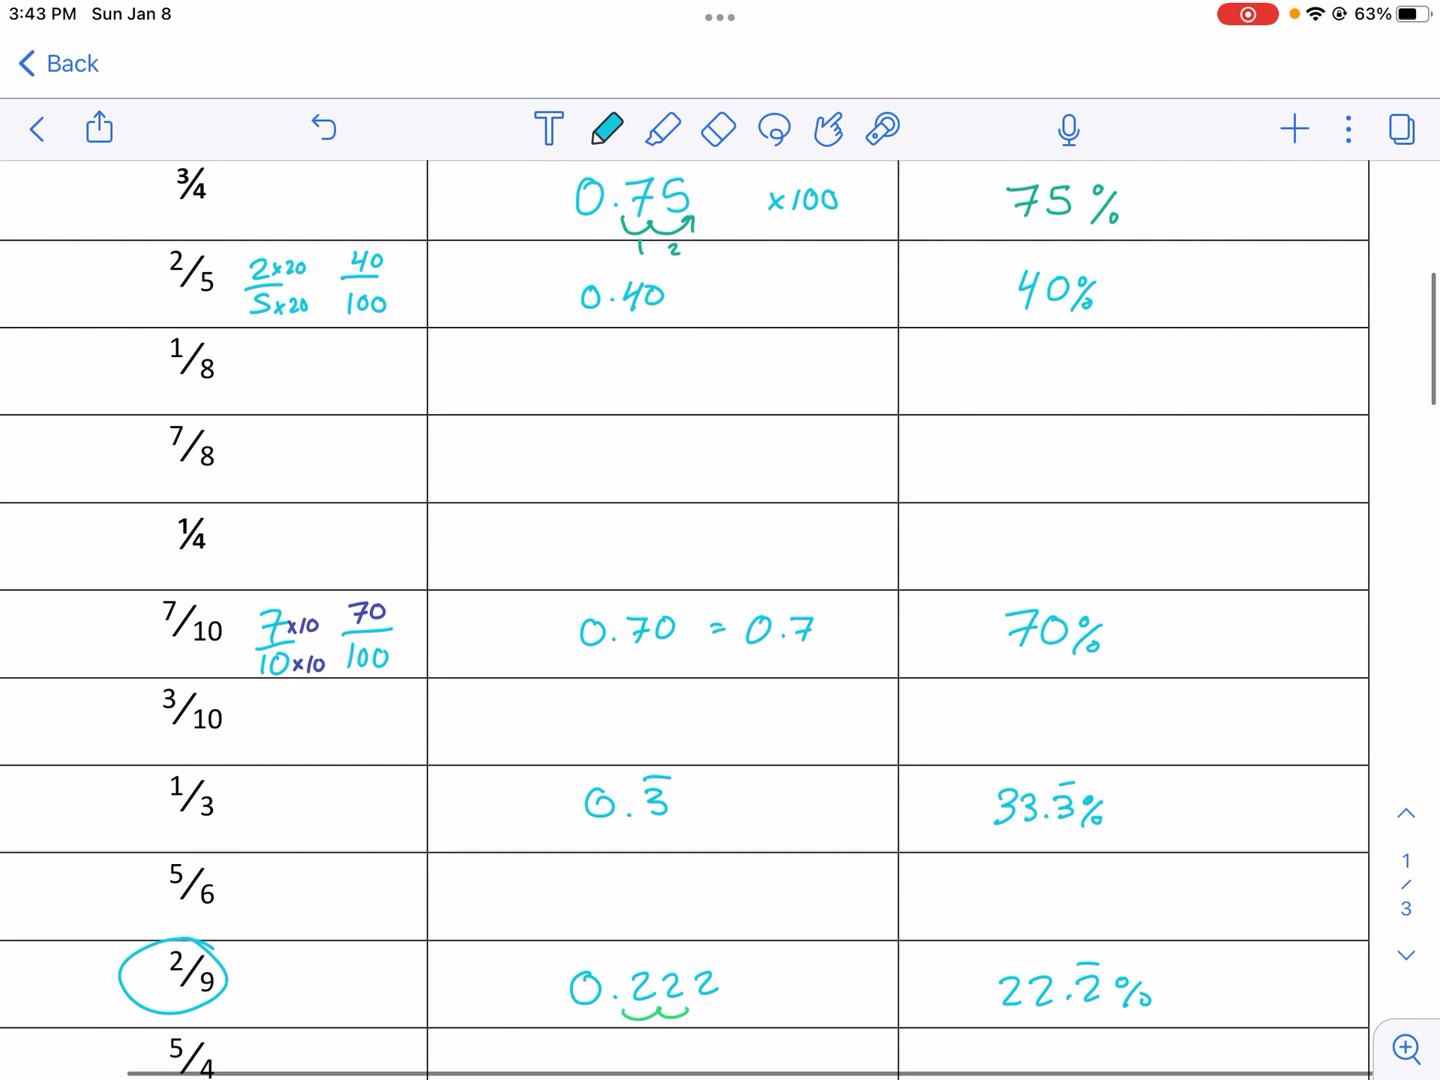 3:43 PM Sun Jan 8 63%
Back
T
3/4 0.75 x100 75%
1 2
2/5 2x20 40 0.40 40%
5x20 100
1/8
7/8
1/4
7/10 7x10 70 0.70 = 0.7 70%
10x10 100
3/10
1/3 0.3̅ 33.3̅%
5/6
2/9 0.222 22.2̅%
5/4
1
/
3